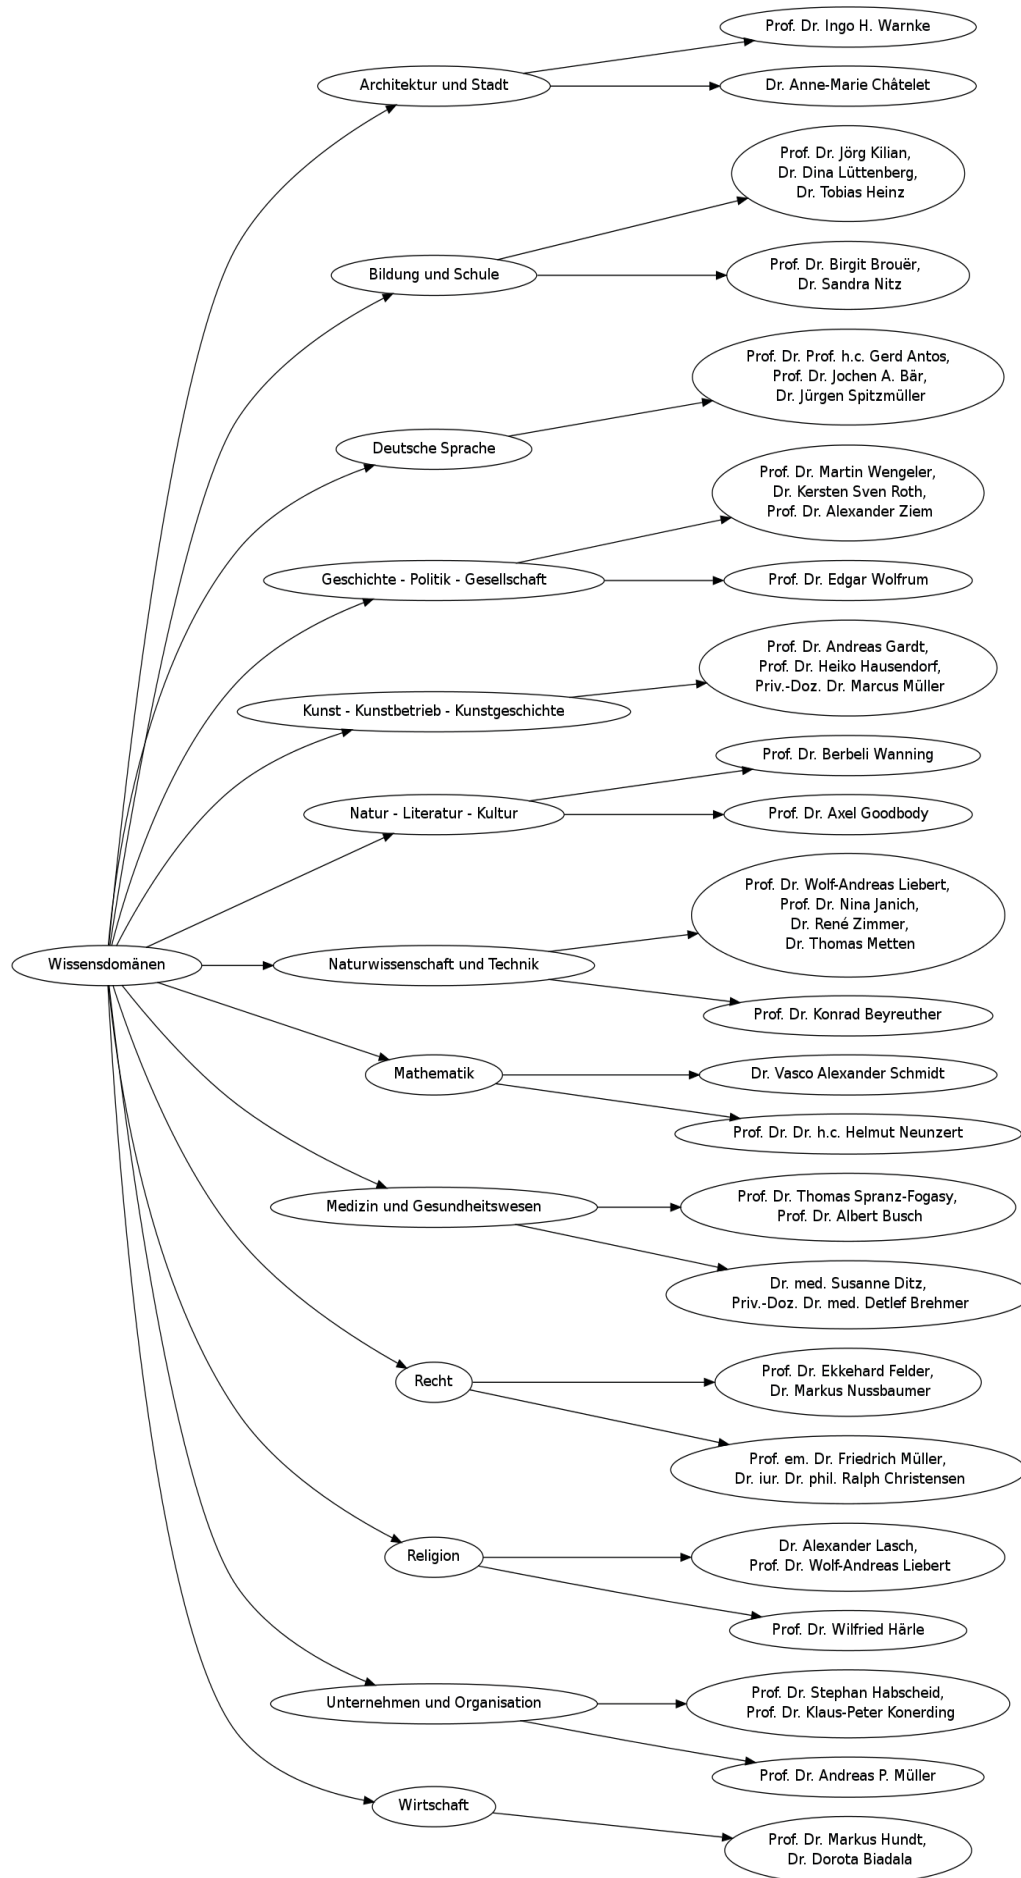 Prof. Dr. Ingo H. Warnke
Architektur und Stadt
Dr. Anne-Marie Châtelet
Prof. Dr. Jörg Kilian,
Dr. Dina Lüttenberg,
Dr. Tobias Heinz
Bildung und Schule
Prof. Dr. Birgit Brouër,
Dr. Sandra Nitz
Prof. Dr. Prof. h.c. Gerd Antos,
Prof. Dr. Jochen A. Bär,
Dr. Jürgen Spitzmüller
Deutsche Sprache
Prof. Dr. Martin Wengeler,
Dr. Kersten Sven Roth,
Prof. Dr. Alexander Ziem
Geschichte - Politik - Gesellschaft
Prof. Dr. Edgar Wolfrum
Prof. Dr. Andreas Gardt,
Prof. Dr. Heiko Hausendorf,
Priv.-Doz. Dr. Marcus Müller
Kunst - Kunstbetrieb - Kunstgeschichte
Prof. Dr. Berbeli Wanning
Natur - Literatur - Kultur
Prof. Dr. Axel Goodbody
Prof. Dr. Wolf-Andreas Liebert,
Prof. Dr. Nina Janich,
Dr. René Zimmer,
Dr. Thomas Metten
Wissensdomänen
Naturwissenschaft und Technik
Prof. Dr. Konrad Beyreuther
Mathematik
Dr. Vasco Alexander Schmidt
Prof. Dr. Dr. h.c. Helmut Neunzert
Medizin und Gesundheitswesen
Prof. Dr. Thomas Spranz-Fogasy,
Prof. Dr. Albert Busch
Dr. med. Susanne Ditz,
Priv.-Doz. Dr. med. Detlef Brehmer
Recht
Prof. Dr. Ekkehard Felder,
Dr. Markus Nussbaumer
Prof. em. Dr. Friedrich Müller,
Dr. iur. Dr. phil. Ralph Christensen
Religion
Dr. Alexander Lasch,
Prof. Dr. Wolf-Andreas Liebert
Prof. Dr. Wilfried Härle
Unternehmen und Organisation
Prof. Dr. Stephan Habscheid,
Prof. Dr. Klaus-Peter Konerding
Prof. Dr. Andreas P. Müller
Wirtschaft
Prof. Dr. Markus Hundt,
Dr. Dorota Biadala